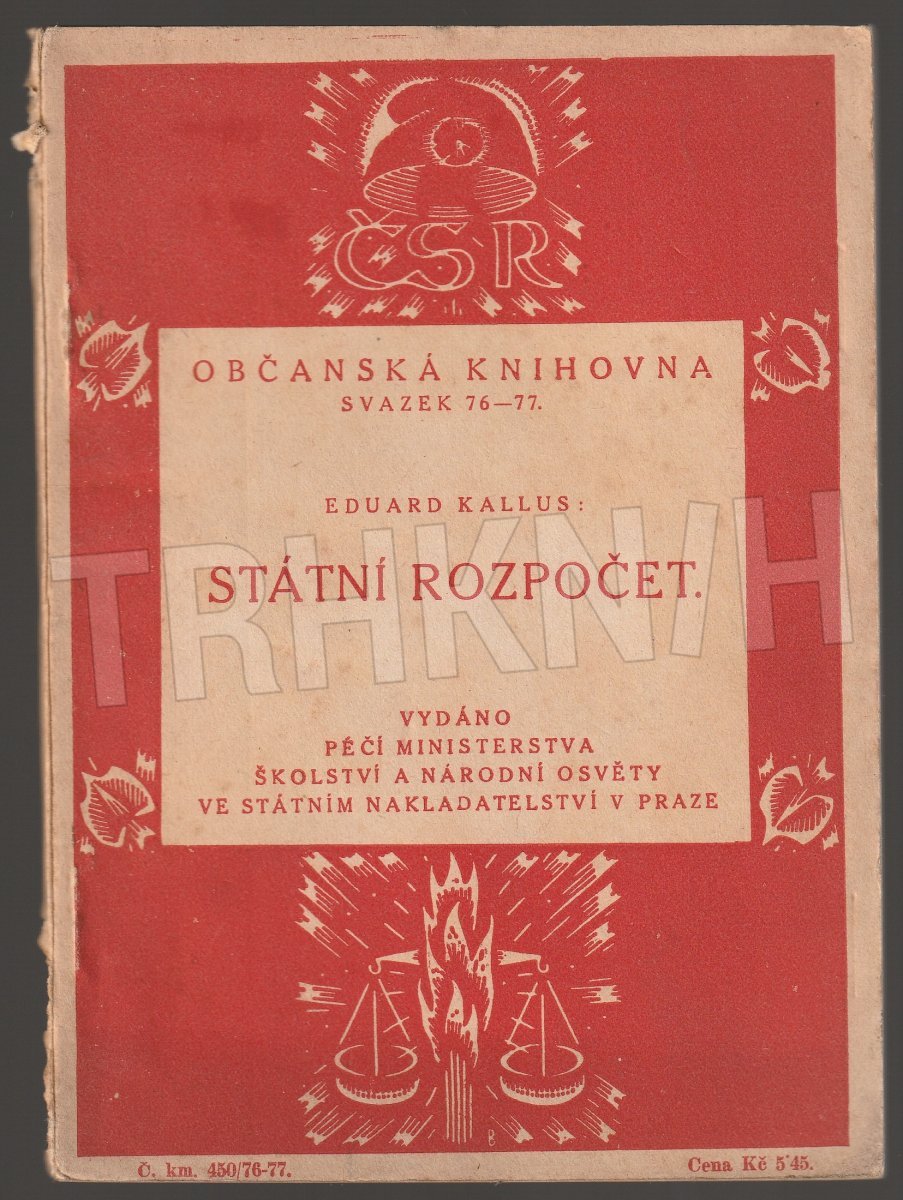 ČSR
OBČANSKÁ KNIHOVNA
SVAZEK 76—77.
EDUARD KALLUS:
STÁTNÍ ROZPOČET.
TRHKNIH
VYDÁNO
PÉČÍ MINISTERSTVA
ŠKOLSTVÍ A NÁRODNÍ OSVĚTY
VE STÁTNÍM NAKLADATELSTVÍ V PRAZE
Č. km. 450/76-77.
Cena Kč 5·45.